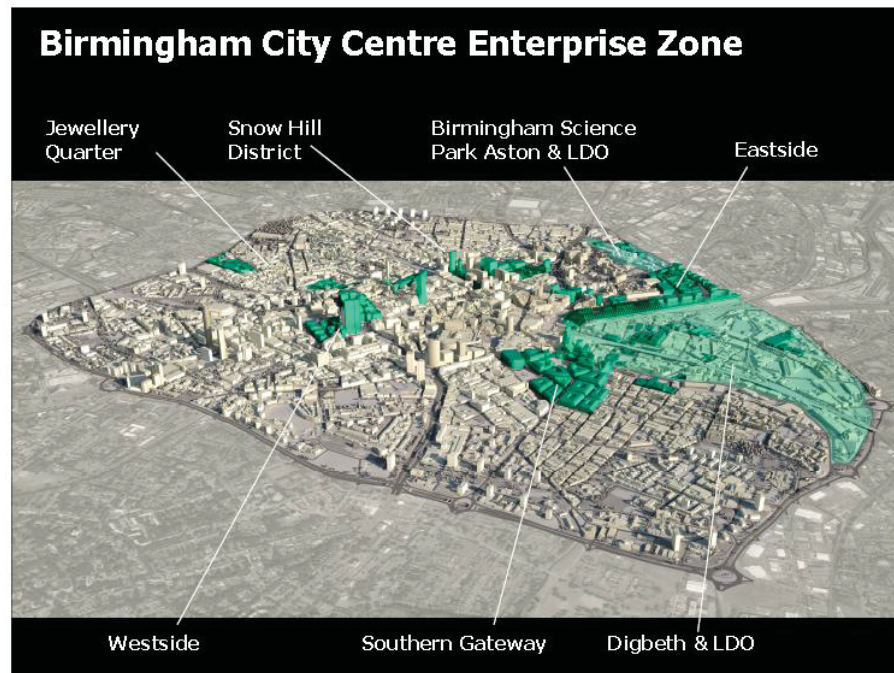 Birmingham City Centre Enterprise Zone
Jewellery
Quarter
Snow Hill
District
Birmingham Science
Park Aston & LDO
Eastside
Westside
Southern Gateway
Digbeth & LDO